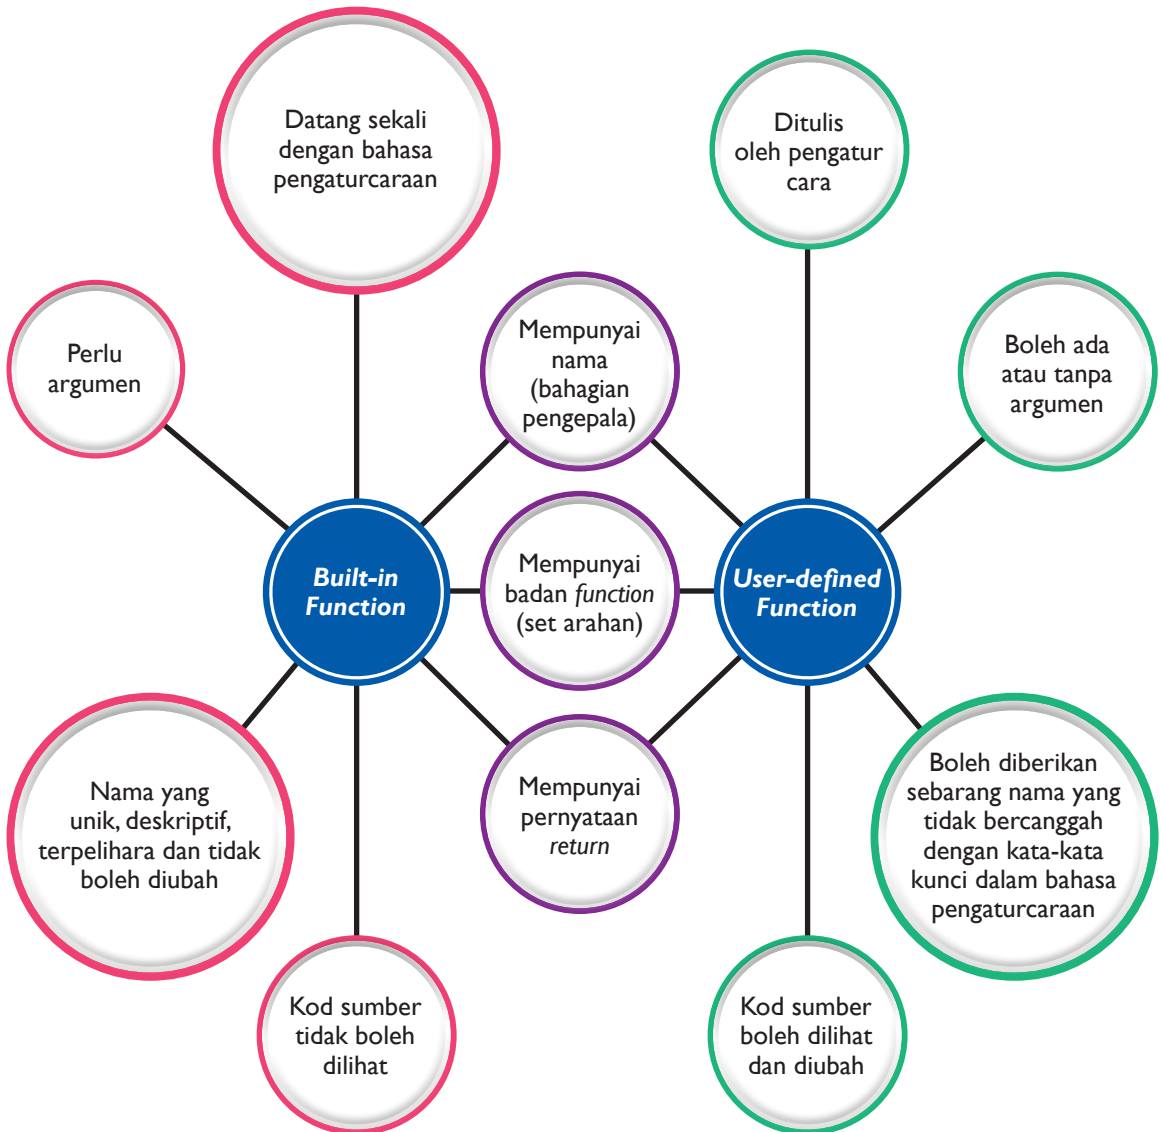 Datang sekali
dengan bahasa
pengaturcaraan
Ditulis
oleh pengatur
cara
Perlu
argumen
Mempunyai
nama
(bahagian
pengepala)
Boleh ada
atau tanpa
argumen
Built-in
Function
Mempunyai
badan function
(set arahan)
User-defined
Function
Nama yang
unik, deskriptif,
terpelihara dan tidak
boleh diubah
Mempunyai
pernyataan
return
Boleh diberikan
sebarang nama yang
tidak bercanggah
dengan kata-kata
kunci dalam bahasa
pengaturcaraan
Kod sumber
tidak boleh
dilihat
Kod sumber
boleh dilihat
dan diubah